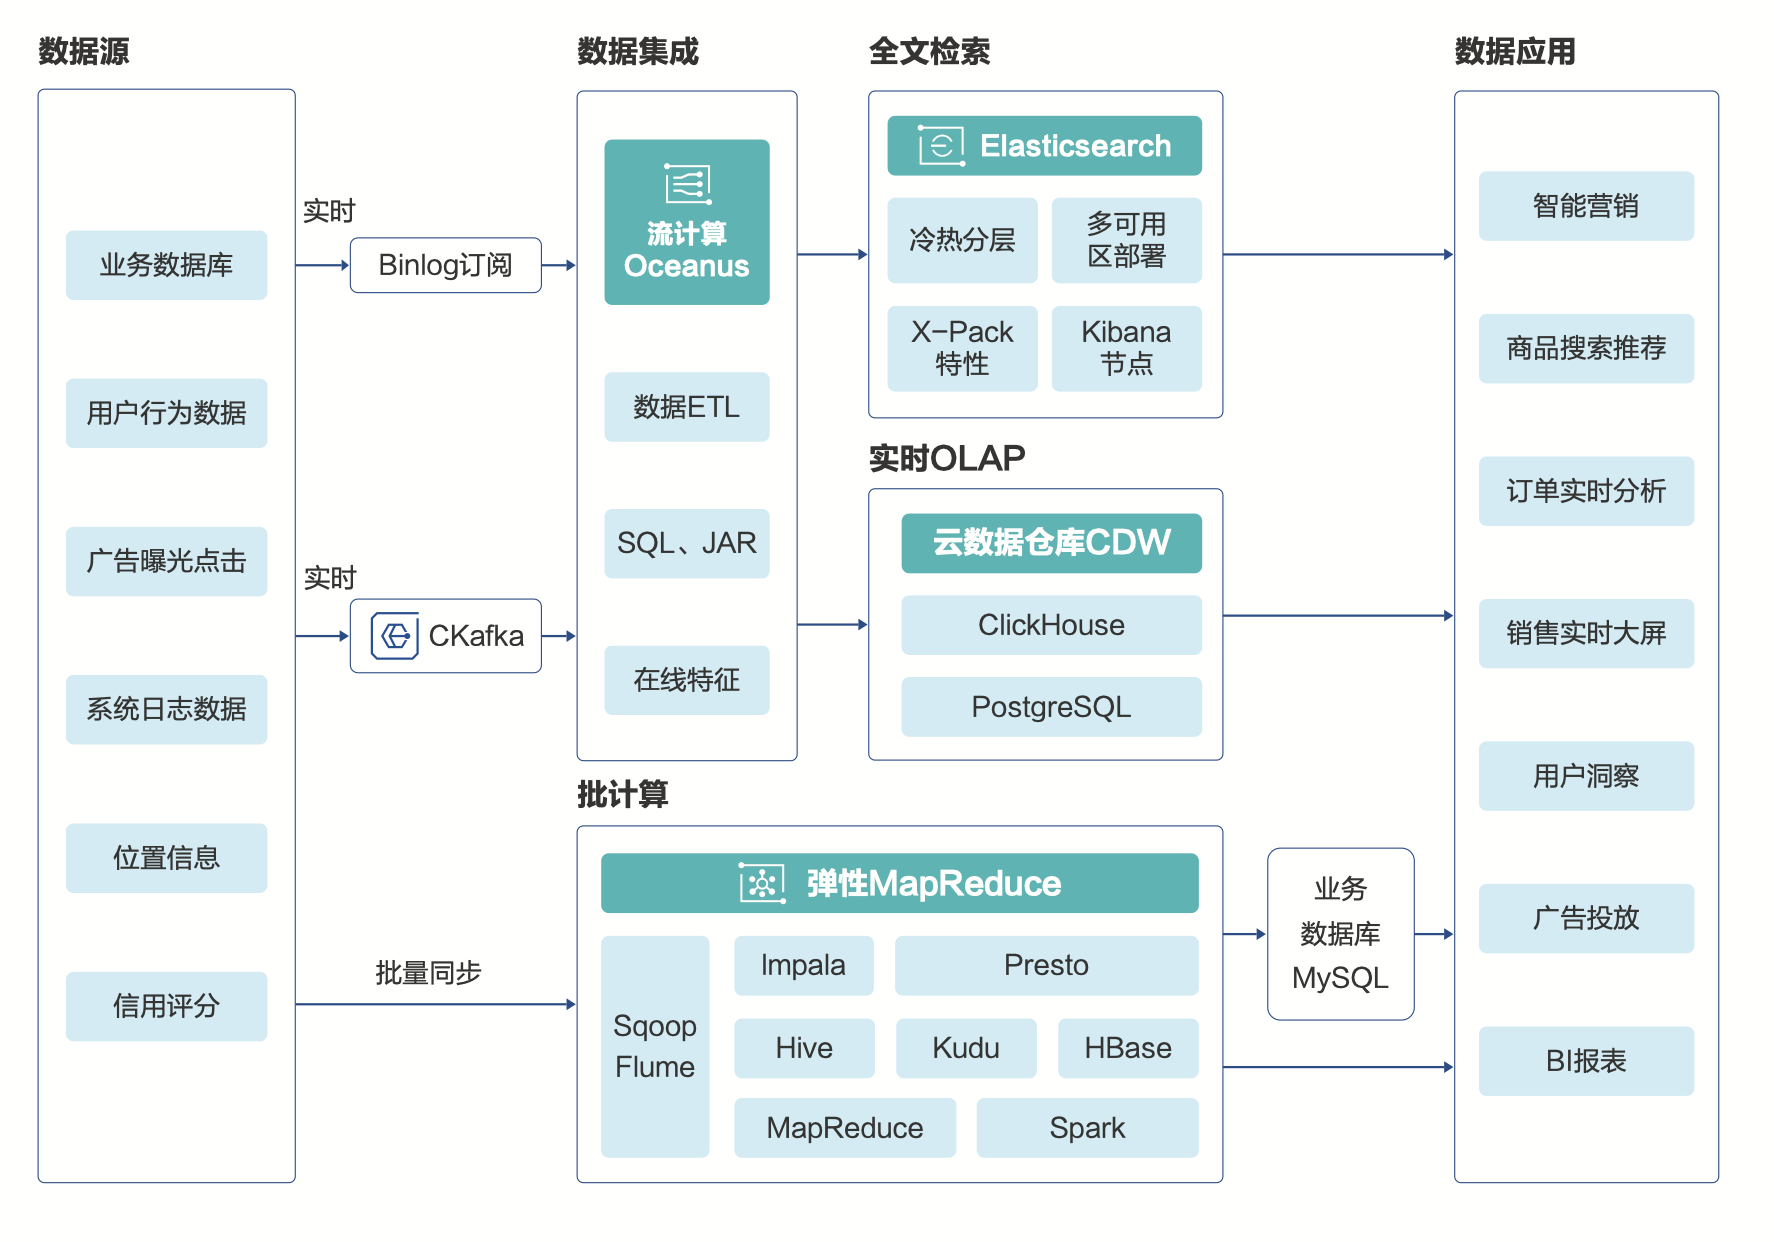 数据源
业务数据库
用户行为数据
广告曝光点击
系统日志数据
位置信息
信用评分
实时
Binlog订阅
实时
CKafka
批量同步
数据集成
流计算
Oceanus
数据ETL
SQL、JAR
在线特征
全文检索
Elasticsearch
冷热分层
多可用
区部署
X-Pack
特性
Kibana
节点
实时OLAP
云数据仓库CDW
ClickHouse
PostgreSQL
批计算
弹性MapReduce
Sqoop
Flume
Impala
Presto
Hive
Kudu
HBase
MapReduce
Spark
业务
数据库
MySQL
数据应用
智能营销
商品搜索推荐
订单实时分析
销售实时大屏
用户洞察
广告投放
BI报表